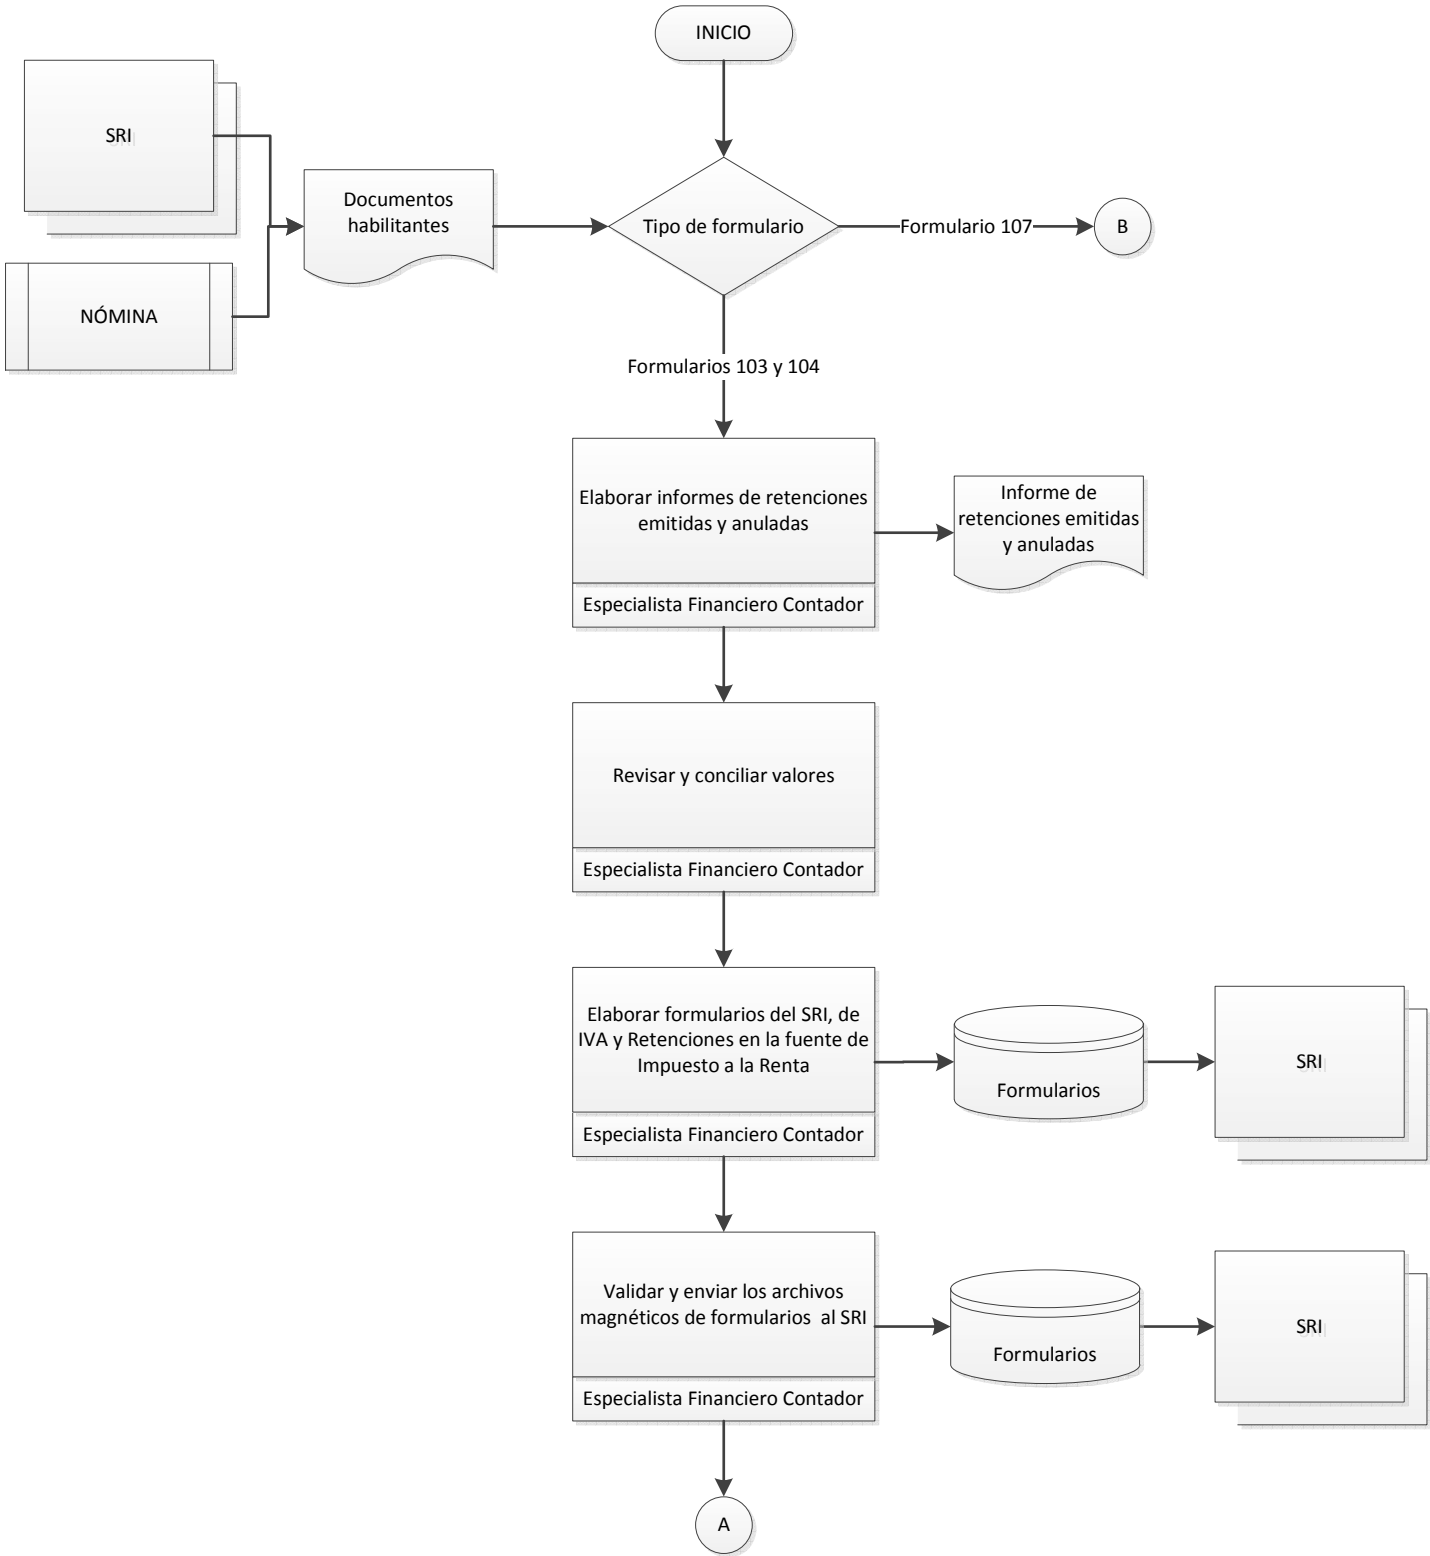 INICIO
SRI
Documentos
habilitantes
Tipo de formulario
Formulario 107
B
NÓMINA
Formularios 103 y 104
Elaborar informes de retenciones
emitidas y anuladas
Especialista Financiero Contador
Informe de
retenciones emitidas
y anuladas
Revisar y conciliar valores
Especialista Financiero Contador
Elaborar formularios del SRI, de
IVA y Retenciones en la fuente de
Impuesto a la Renta
Especialista Financiero Contador
Formularios
SRI
Validar y enviar los archivos
magnéticos de formularios al SRI
Especialista Financiero Contador
Formularios
SRI
A